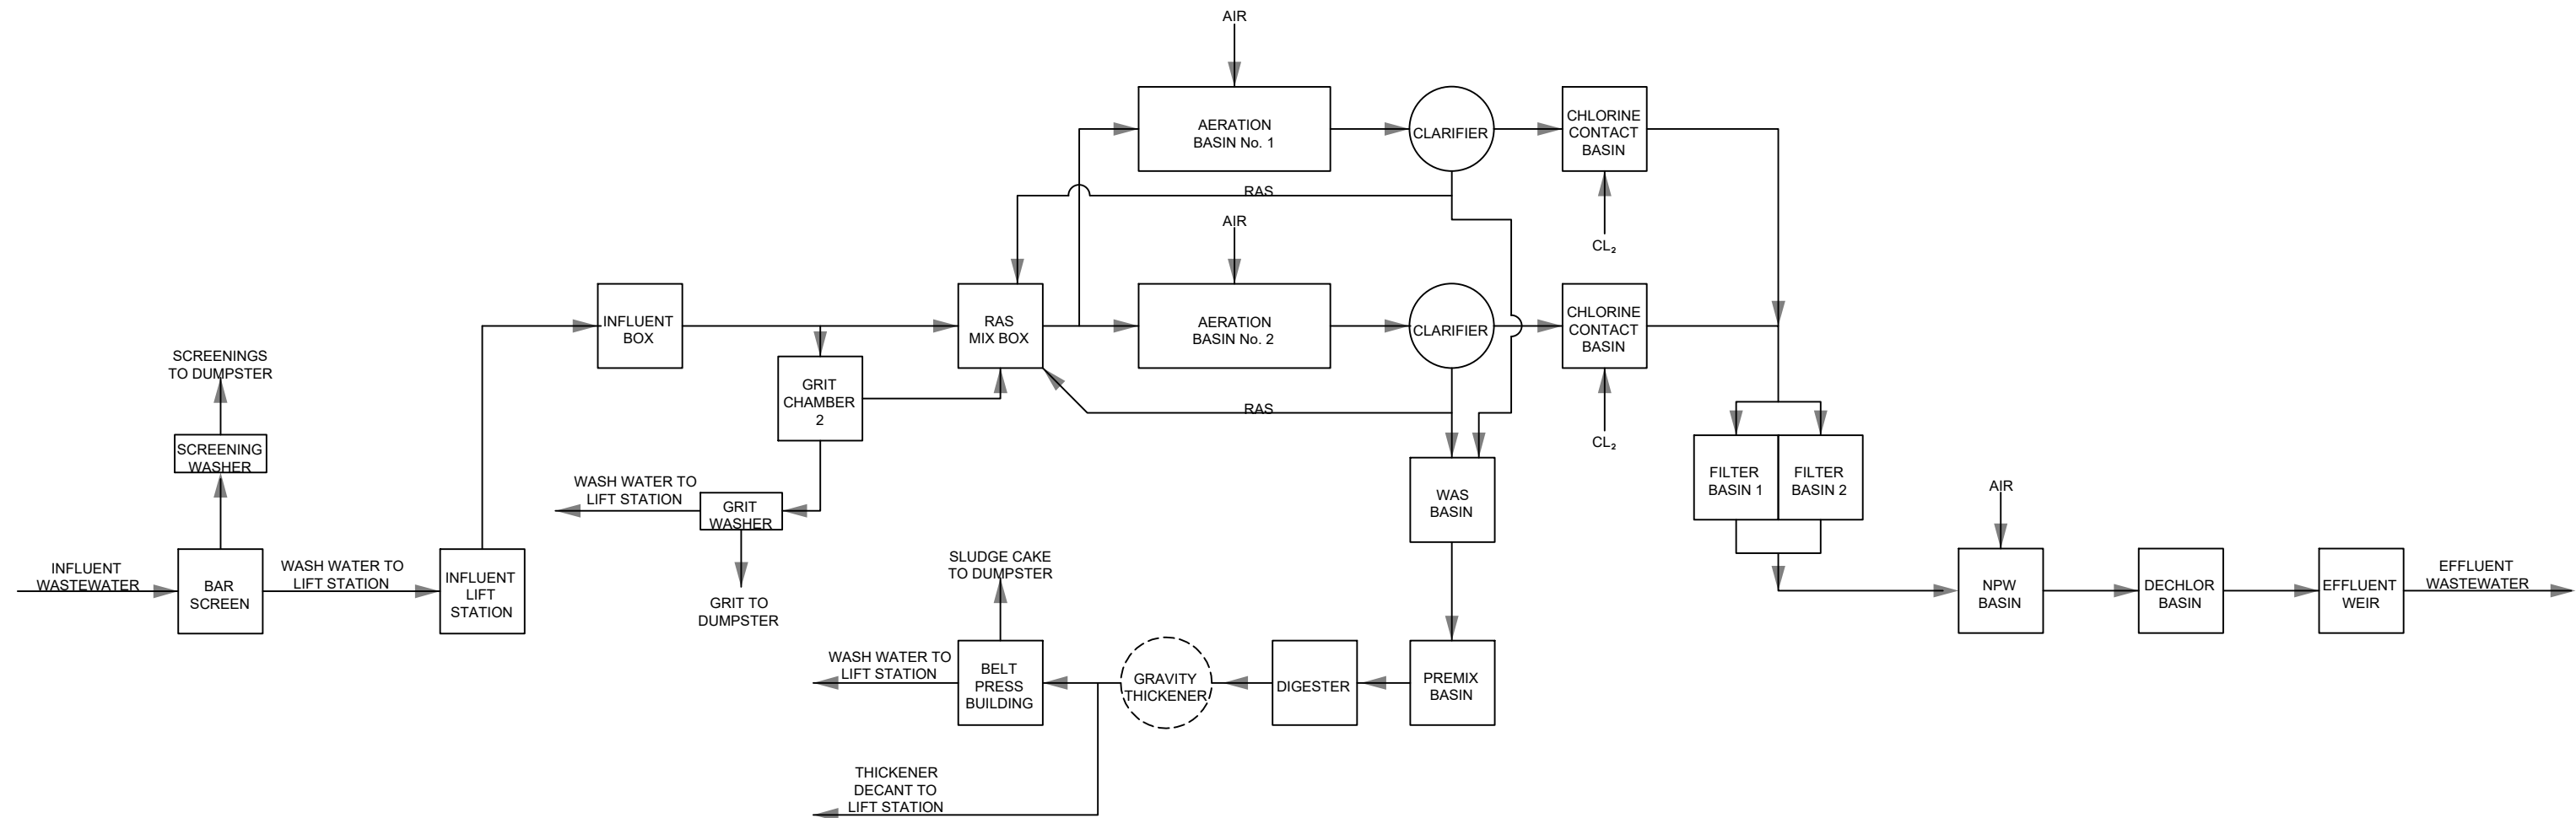 AIR
AERATION
BASIN No. 1
CLARIFIER
CHLORINE
CONTACT
BASIN
RAS
AIR
CL₂
INFLUENT
BOX
RAS
MIX BOX
AERATION
BASIN No. 2
CLARIFIER
CHLORINE
CONTACT
BASIN
SCREENINGS
TO DUMPSTER
GRIT
CHAMBER
2
RAS
CL₂
SCREENING
WASHER
WASH WATER TO
LIFT STATION
GRIT
WASHER
WAS
BASIN
FILTER
BASIN 1
FILTER
BASIN 2
AIR
INFLUENT
WASTEWATER
BAR
SCREEN
WASH WATER TO
LIFT STATION
INFLUENT
LIFT
STATION
GRIT TO
DUMPSTER
SLUDGE CAKE
TO DUMPSTER
NPW
BASIN
DECHLOR
BASIN
EFFLUENT
WEIR
EFFLUENT
WASTEWATER
WASH WATER TO
LIFT STATION
BELT
PRESS
BUILDING
GRAVITY
THICKENER
DIGESTER
PREMIX
BASIN
THICKENER
DECANT TO
LIFT STATION